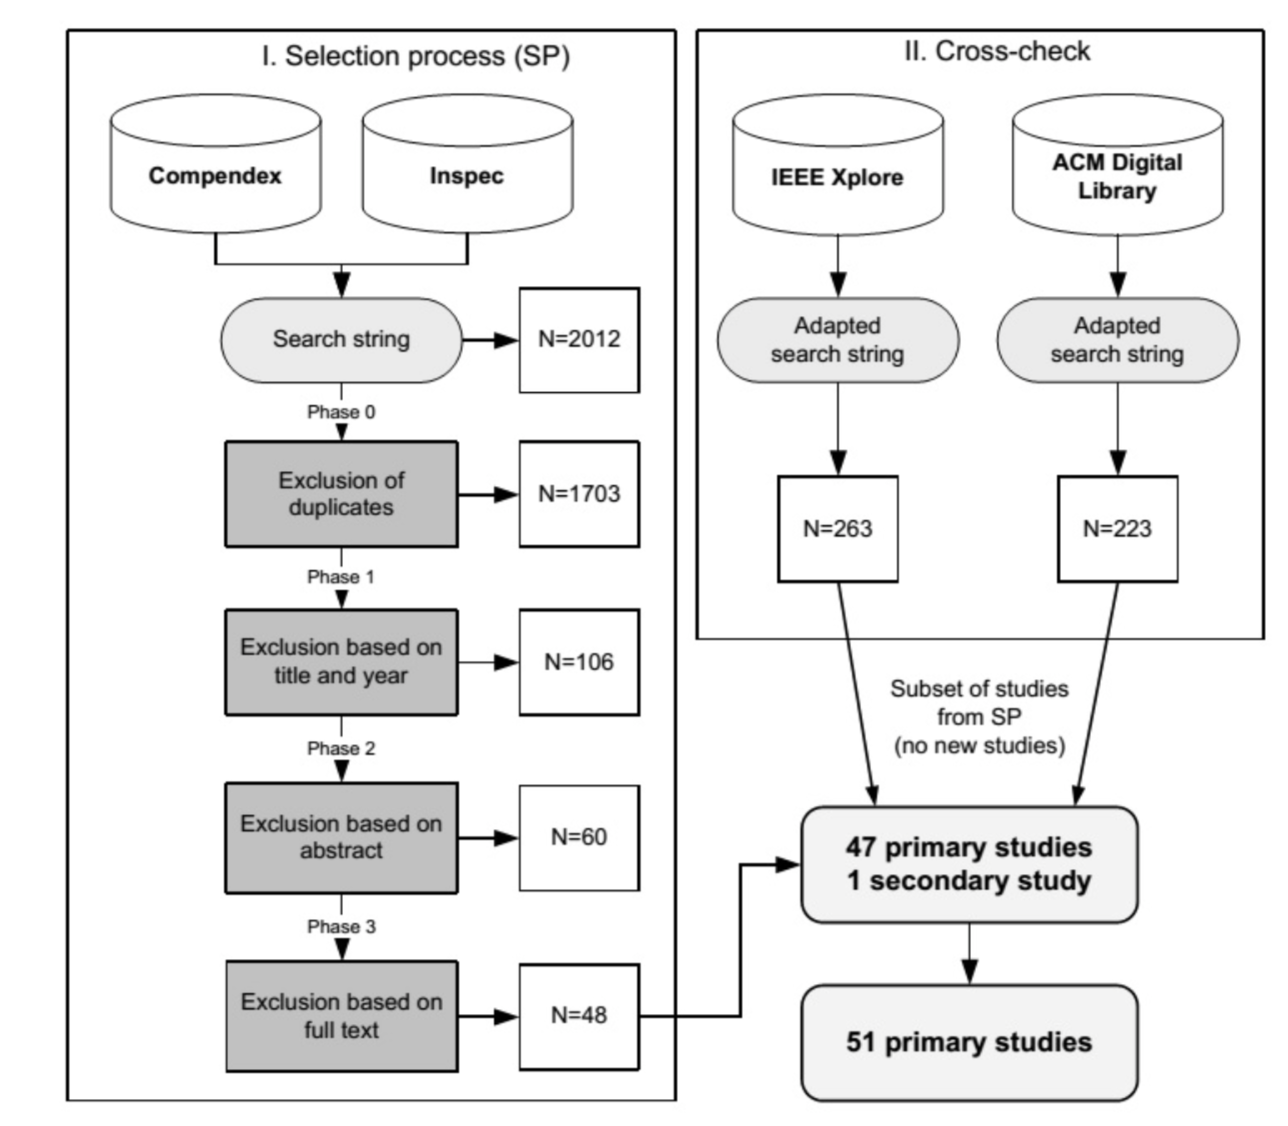 I. Selection process (SP)
Compendex
Inspec
Search string
N=2012
Phase 0
Exclusion of
duplicates
N=1703
Phase 1
Exclusion based on
title and year
N=106
Phase 2
Exclusion based on
abstract
N=60
Phase 3
Exclusion based on
full text
N=48
II. Cross-check
IEEE Xplore
ACM Digital
Library
Adapted
search string
Adapted
search string
N=263
N=223
Subset of studies
from SP
(no new studies)
47 primary studies
1 secondary study
51 primary studies